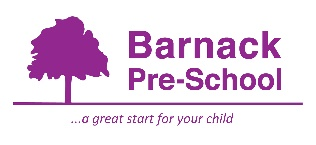 Barnack
Pre-School
...a great start for your child